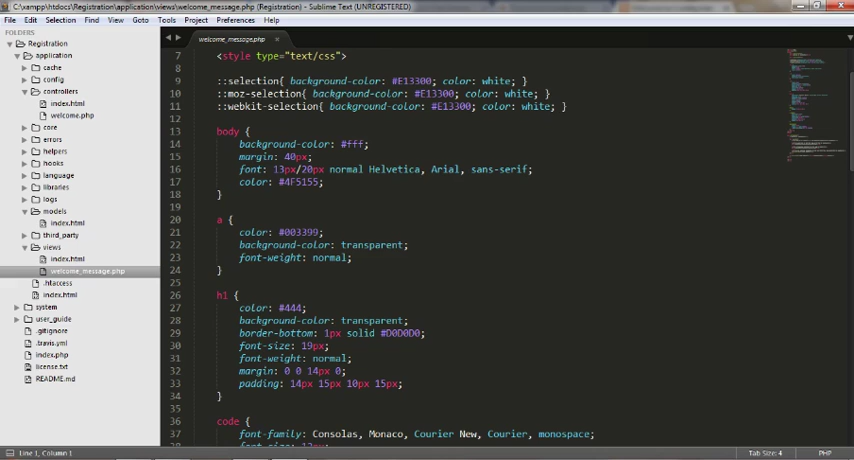 C:\xampp\htdocs\Registration\application\views\welcome_message.php (Registration) - Sublime Text (UNREGISTERED)
File Edit Selection Find View Goto Tools Project Preferences Help
FOLDERS
Registration
application
cache
config
controllers
index.html
welcome.php
core
errors
helpers
hooks
language
libraries
logs
models
index.html
third_party
views
index.html
welcome_message.php
.htaccess
index.html
system
user_guide
.gitignore
.travis.yml
index.php
license.txt
README.md
welcome_message.php ×
7 <style type="text/css">
8
9 ::selection{ background-color: #E13300; color: white; }
10 ::moz-selection{ background-color: #E13300; color: white; }
11 ::webkit-selection{ background-color: #E13300; color: white; }
12
13 body {
14 background-color: #fff;
15 margin: 40px;
16 font: 13px/20px normal Helvetica, Arial, sans-serif;
17 color: #4F5155;
18 }
19
20 a {
21 color: #003399;
22 background-color: transparent;
23 font-weight: normal;
24 }
25
26 h1 {
27 color: #444;
28 background-color: transparent;
29 border-bottom: 1px solid #D0D0D0;
30 font-size: 19px;
31 font-weight: normal;
32 margin: 0 0 14px 0;
33 padding: 14px 15px 10px 15px;
34 }
35
36 code {
37 font-family: Consolas, Monaco, Courier New, Courier, monospace;
Line 1, Column 1 Tab Size: 4 PHP